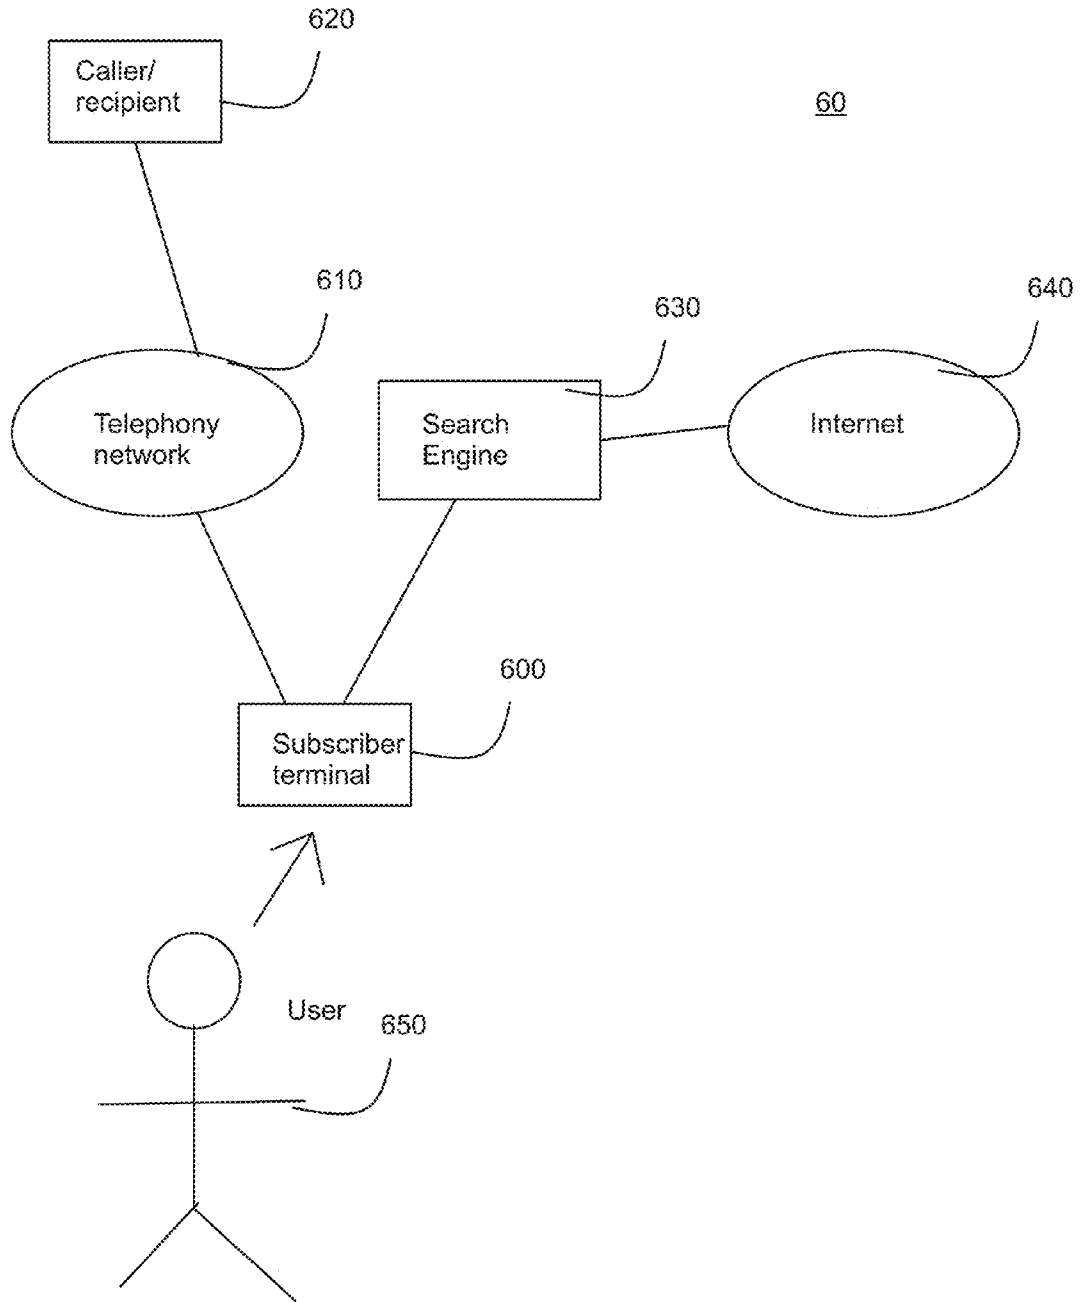 620
Caller/
recipient
60
610
630
640
Telephony
network
Search
Engine
Internet
600
Subscriber
terminal
User
650